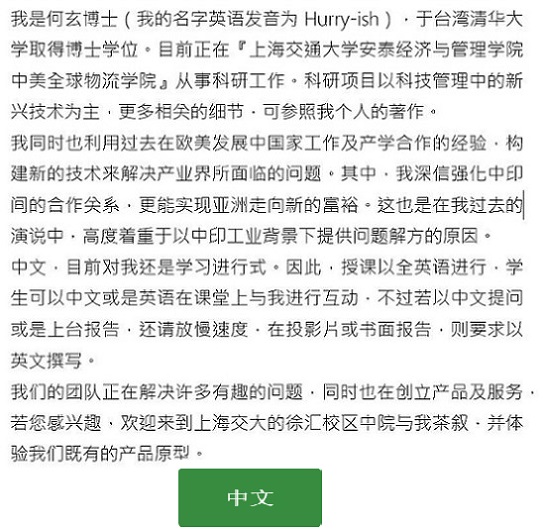 我是何玄博士（我的名字英语发音为 Hurry-ish），于台湾清华大
学取得博士学位。目前正在『上海交通大学安泰经济与管理学院
中美全球物流学院』从事科研工作。科研项目以科技管理中的新
兴技术为主，更多相关的细节，可参照我个人的著作。
我同时也利用过去在欧美发展中国家工作及产学合作的经验，构
建新的技术来解决产业界所面临的问题。其中，我深信强化中印
间的合作关系，更能实现亚洲走向新的富裕。这也是在我过去的
演说中，高度着重于以中印工业背景下提供问题解方的原因。
中文，目前对我还是学习进行式。因此，授课以全英语进行，学
生可以中文或是英语在课堂上与我进行互动，不过若以中文提问
或是上台报告，还请放慢速度，在投影片或书面报告，则要求以
英文撰写。
我们的团队正在解决许多有趣的问题，同时也在创立产品及服务，
若您感兴趣，欢迎来到上海交大的徐汇校区中院与我茶叙，并体
验我们既有的产品原型。
中文